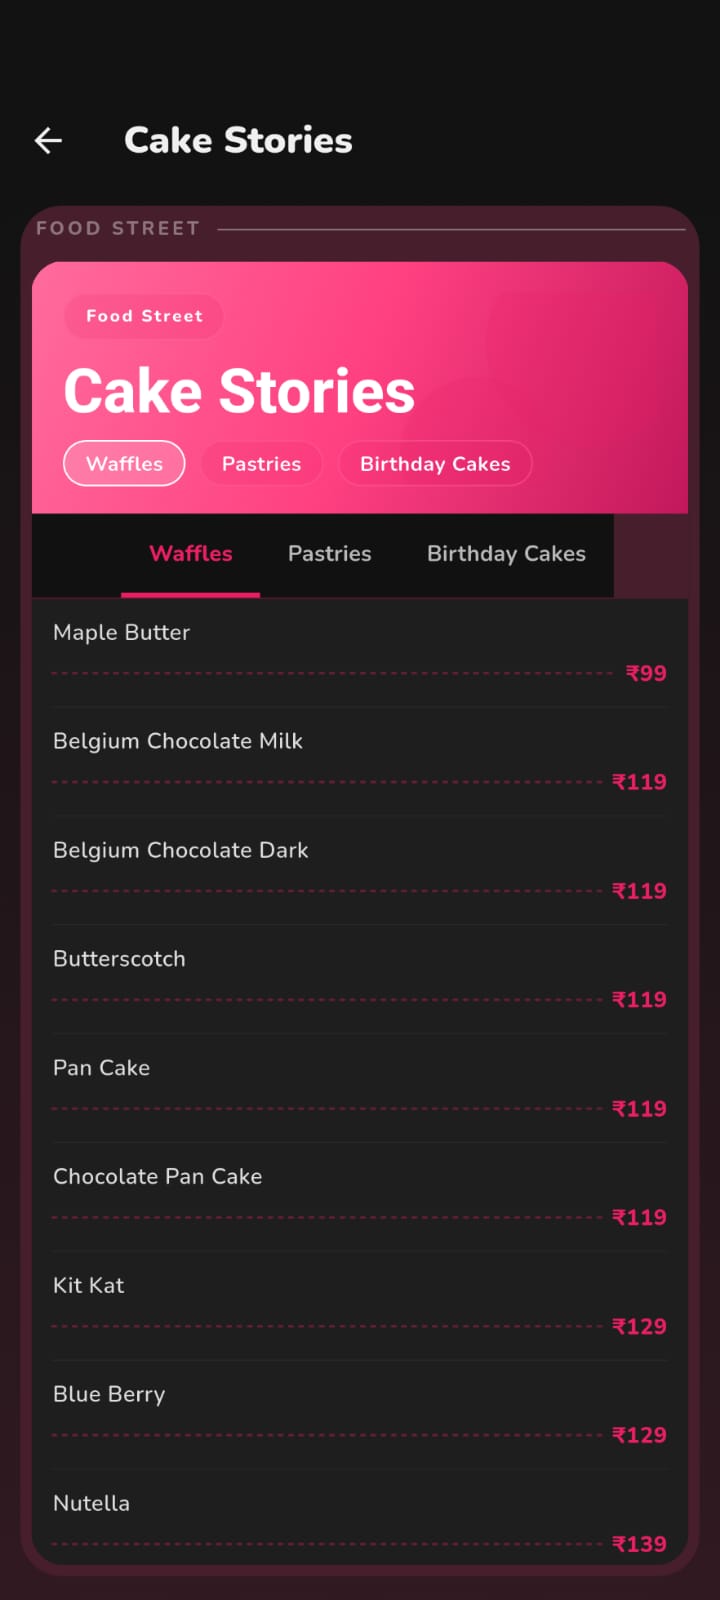 Cake Stories
FOOD STREET
Food Street
Cake Stories
Waffles Pastries Birthday Cakes
Waffles Pastries Birthday Cakes
Maple Butter
₹99
Belgium Chocolate Milk
₹119
Belgium Chocolate Dark
₹119
Butterscotch
₹119
Pan Cake
₹119
Chocolate Pan Cake
₹119
Kit Kat
₹129
Blue Berry
₹129
Nutella
₹139